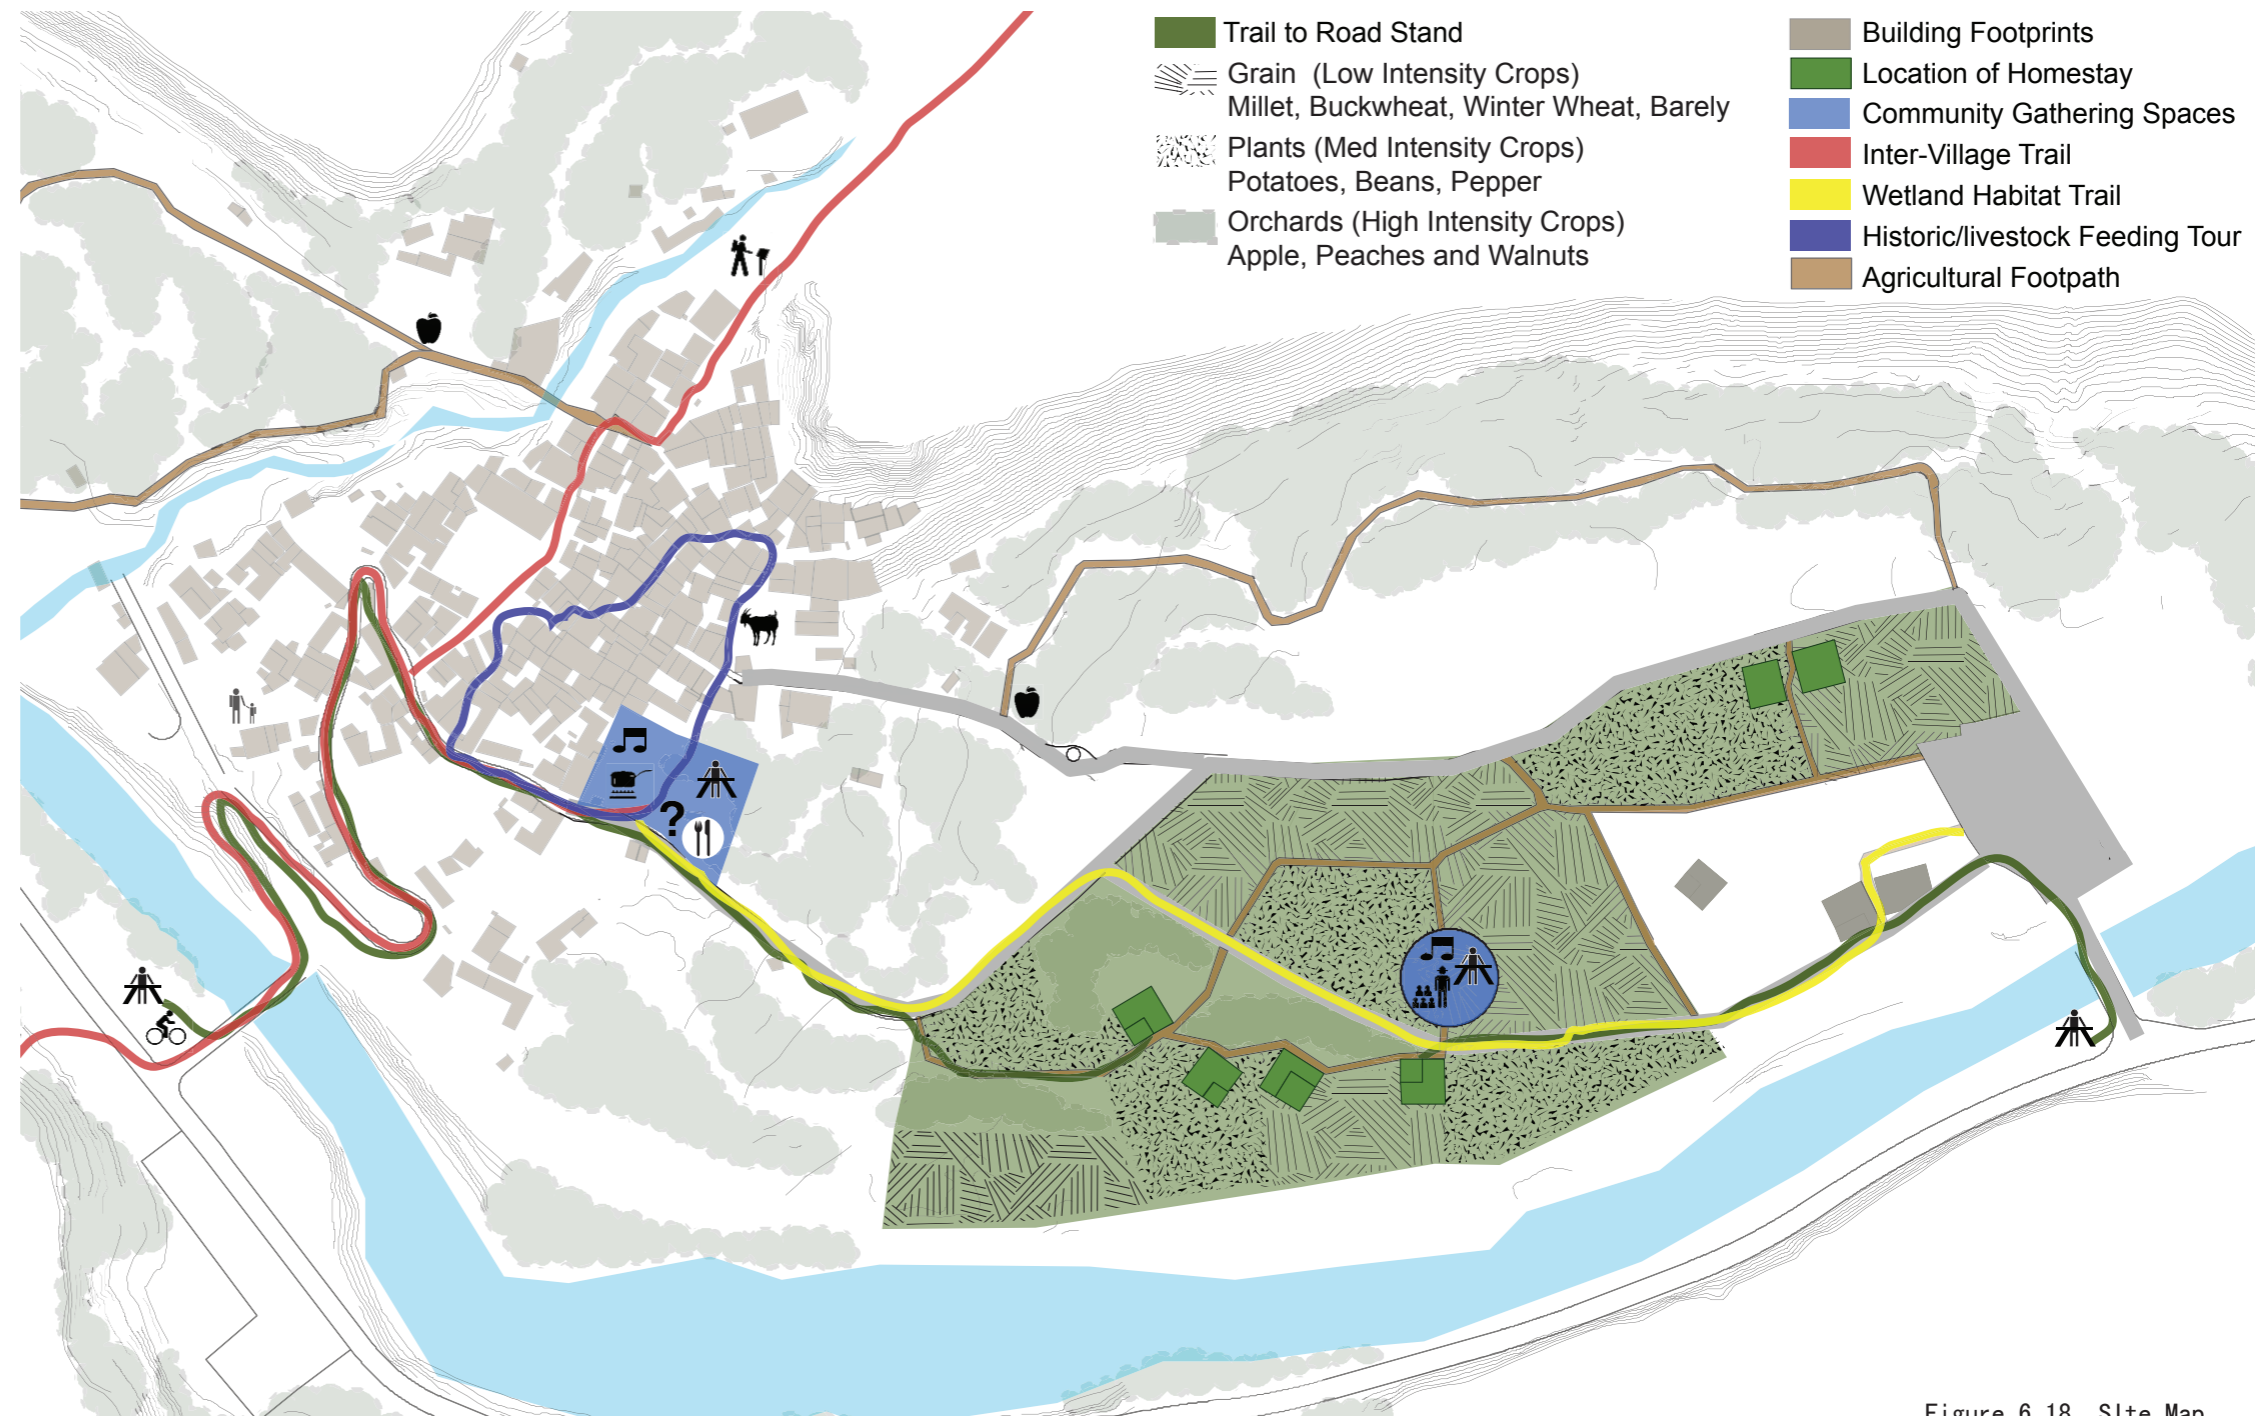 Trail to Road Stand
Grain (Low Intensity Crops)
Millet, Buckwheat, Winter Wheat, Barely
Plants (Med Intensity Crops)
Potatoes, Beans, Pepper
Orchards (High Intensity Crops)
Apple, Peaches and Walnuts
Building Footprints
Location of Homestay
Community Gathering Spaces
Inter-Village Trail
Wetland Habitat Trail
Historic/livestock Feeding Tour
Agricultural Footpath
?
Figure 6.18 SIte Map